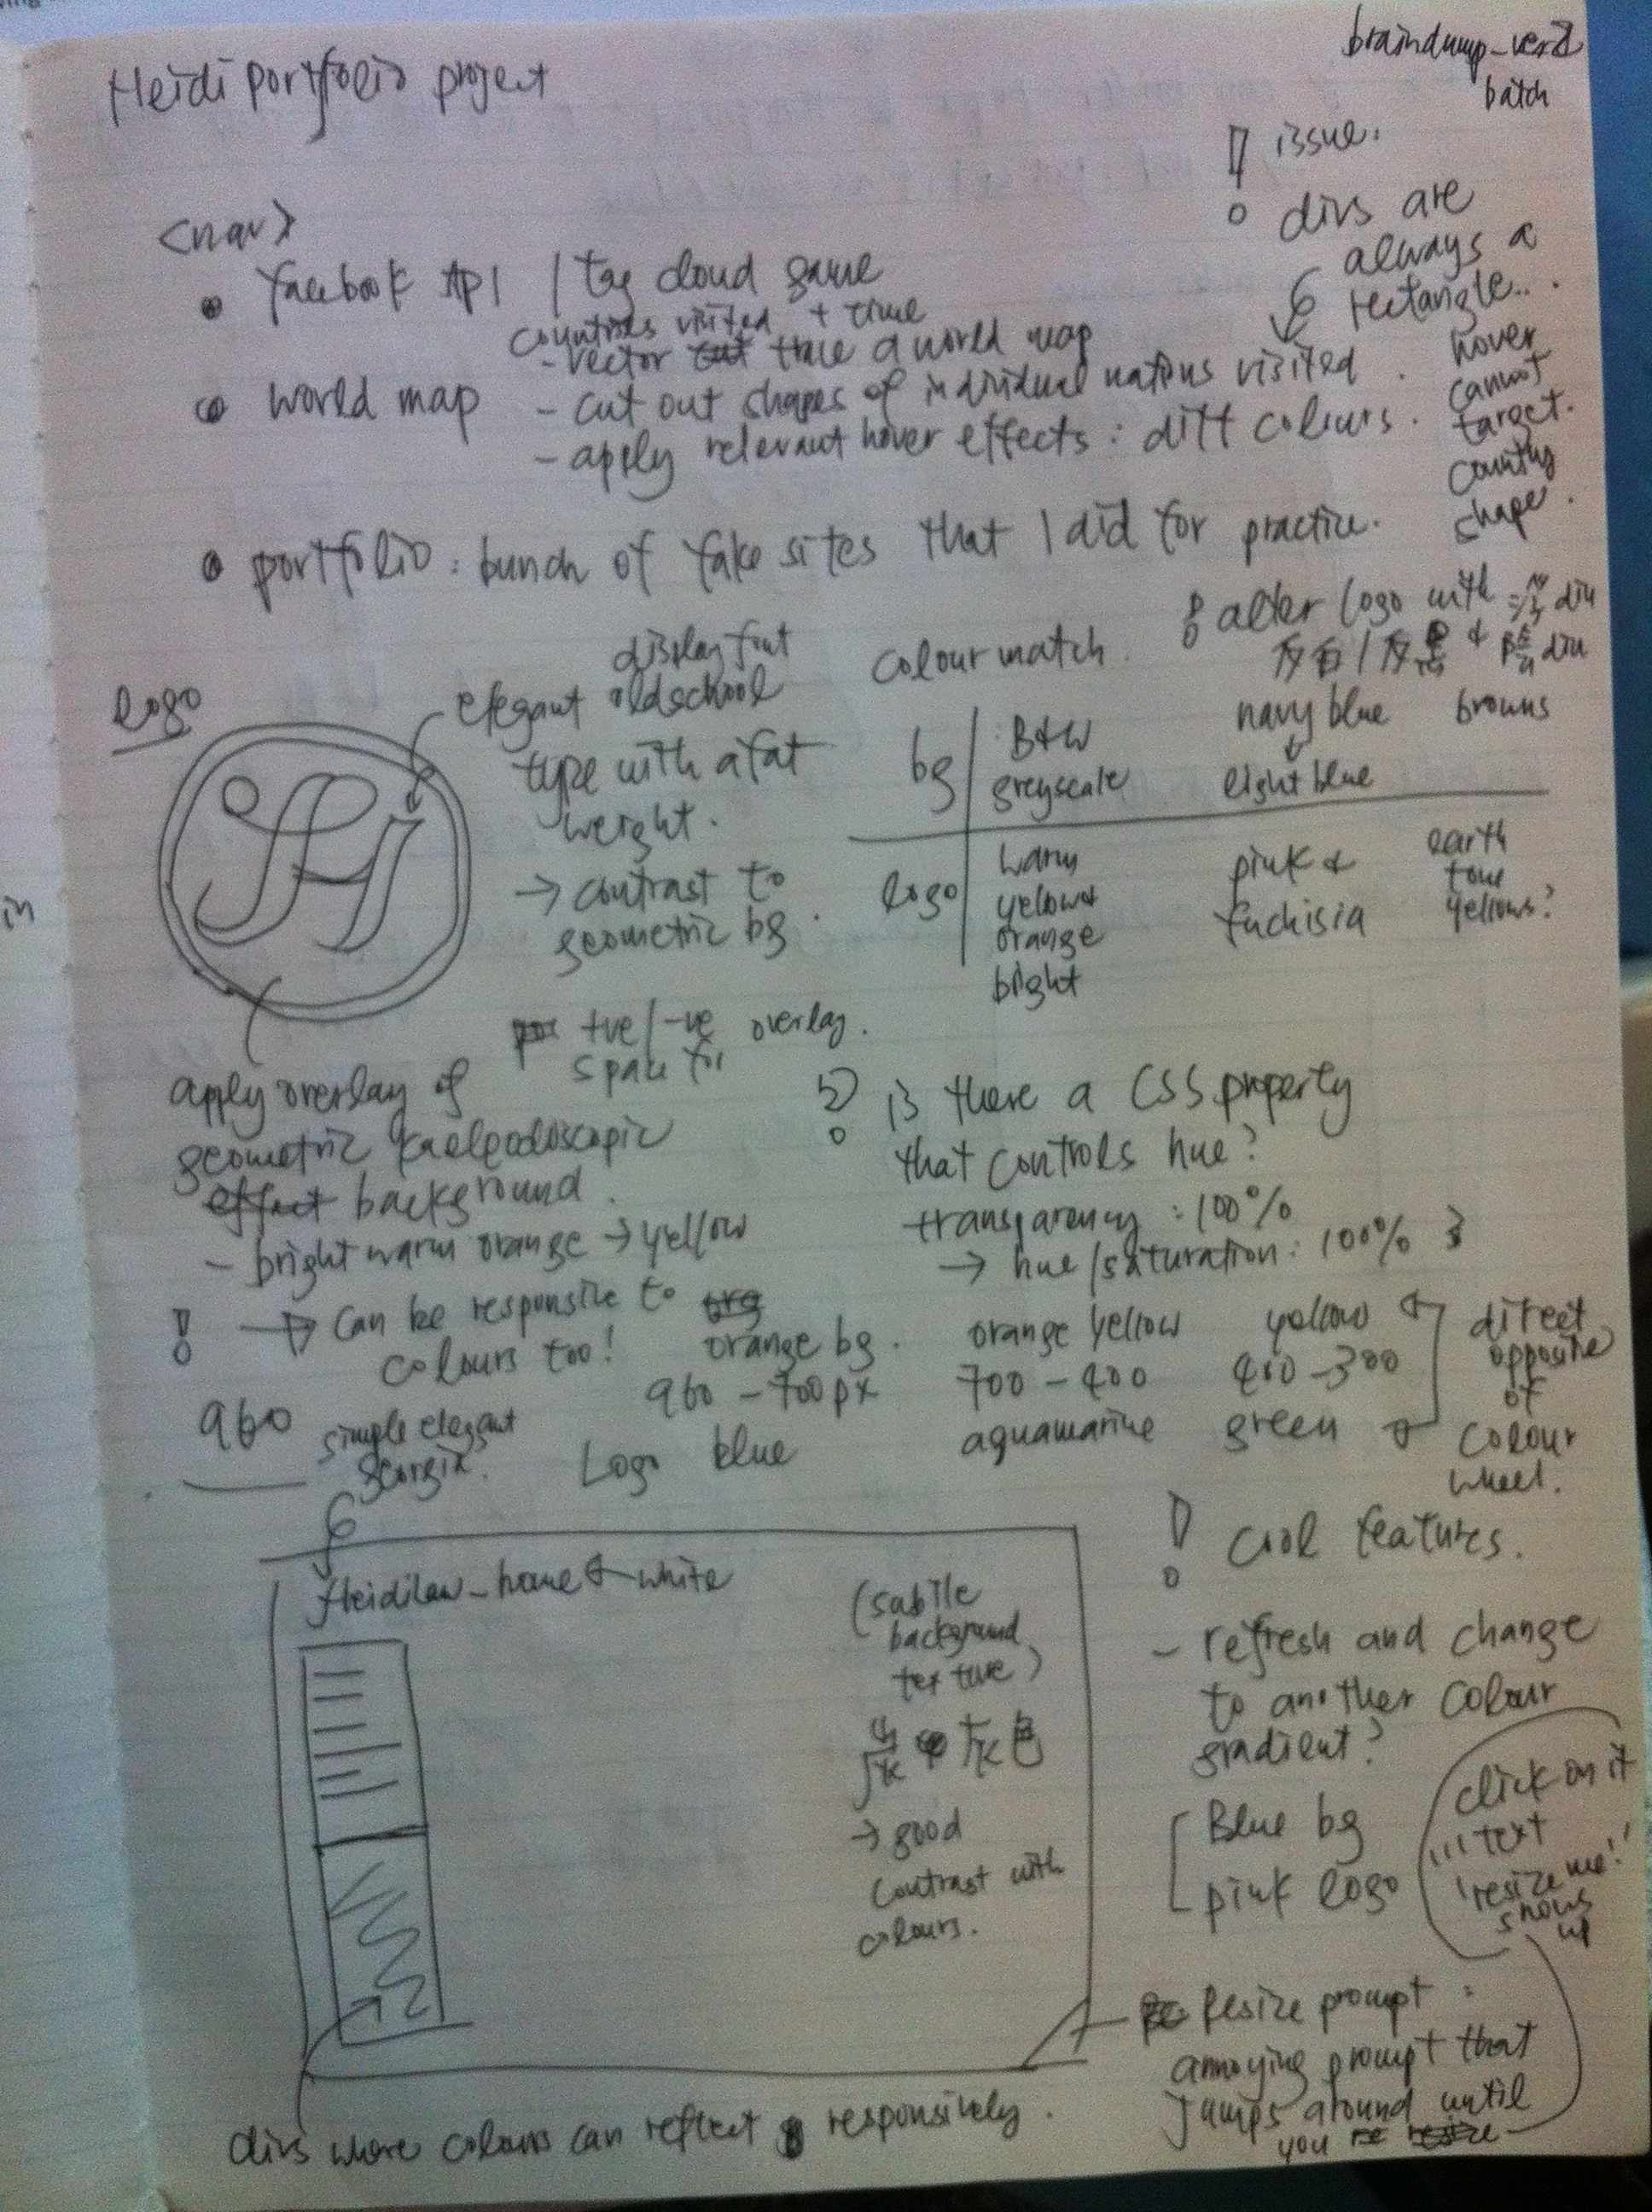 Heidi portfolio project
braindump_ver2
batch
<nav>
facebook API / tag cloud game
countries visited + time
world map
- vector trace a world map
- cut out shapes of individual nations visited.
- apply relevant hover effects: diff colours.
portfolio: bunch of fake sites that I did for practice.
! issue.
divs are
always a
rectangle...
hover
cannot
target
country
shape.
! alter logo with div
反白 / 反黑 & div
logo
display font
elegant oldschool
type with a fat
weight.
→ contrast to
geometric bg.
+ve/-ve overlay.
space for
apply overlay of
geometric kaelpedoscopic
effect background.
- bright warm orange → yellow
colour match.
bg
B&W
greyscale
navy blue
↓
light blue
browns
logo
warm
yellow &
orange
bright
pink &
fuchisia
earth
tone
yellows?
? is there a CSS property
that controls hue?
transparency : 100%
→ hue/saturation: 100% }
! → can be responsive to
colours too!
orange bg. orange yellow yellow
960 - 700px 700 - 400 400 - 300
Logo blue aquamarine green
direct
opposite
of
colour
wheel.
960
simple elegant
georgia.
Heidilaw_home ← white
(subtle
background
texture)
灰色
→ good
contrast with
colours.
divs where colours can reflect responsively.
! cool features.
- refresh and change
to another colour
gradient?
Blue bg
pink logo
click on it
text
"resize me!"
shows
up
Resize prompt :
annoying prompt that
jumps around until
you
in